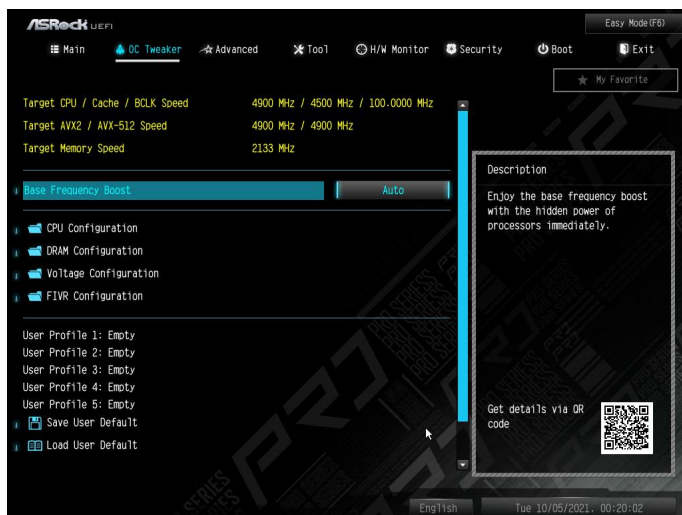 ASRock UEFI
Easy Mode(F6)
Main OC Tweaker Advanced Tool H/W Monitor Security Boot Exit
My Favorite
Target CPU / Cache / BCLK Speed 4900 MHz / 4500 MHz / 100.0000 MHz
Target AVX2 / AVX-512 Speed 4900 MHz / 4900 MHz
Target Memory Speed 2133 MHz
Base Frequency Boost Auto
CPU Configuration
DRAM Configuration
Voltage Configuration
FIVR Configuration
User Profile 1: Empty
User Profile 2: Empty
User Profile 3: Empty
User Profile 4: Empty
User Profile 5: Empty
Save User Default
Load User Default
Description
Enjoy the base frequency boost
with the hidden power of
processors immediately.
Get details via QR
code
English
Tue 10/05/2021. 00:20:02
PRO SERIES